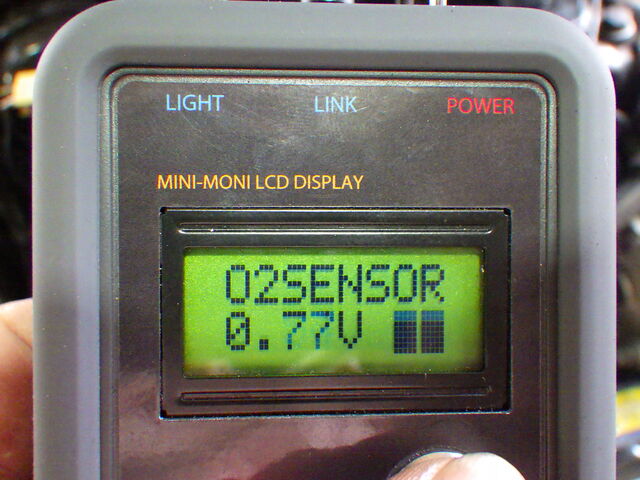 LIGHT LINK POWER
MINI-MONI LCD DISPLAY
O2SENSOR
0.77V